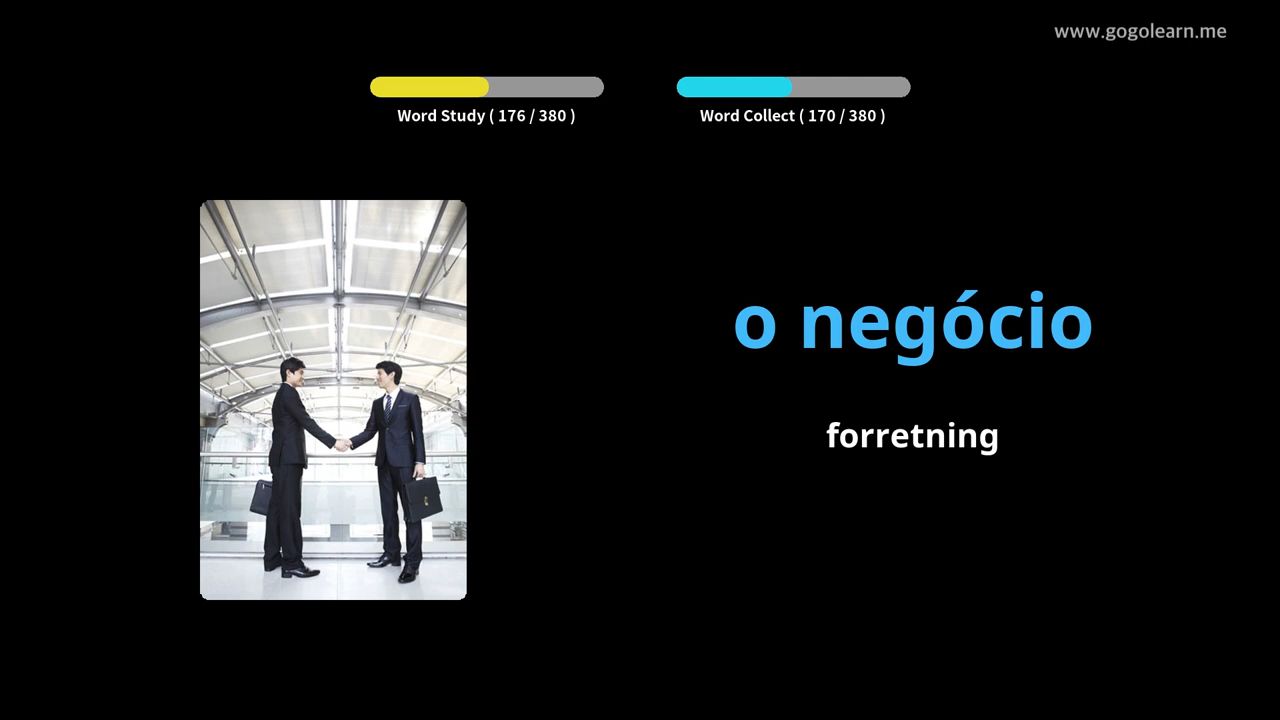 www.gogolearn.me
Word Study ( 176 / 380 )
Word Collect ( 170 / 380 )
o negócio
forretning